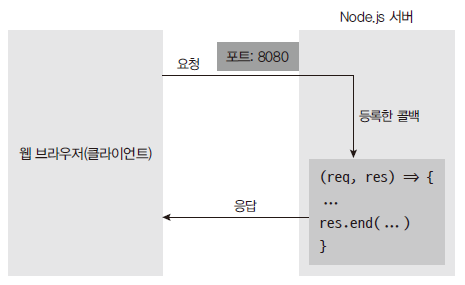 Node.js 서버
포트: 8080
요청
등록한 콜백
웹 브라우저(클라이언트)
(req, res) ⇒ {
...
res.end(...)
}
응답